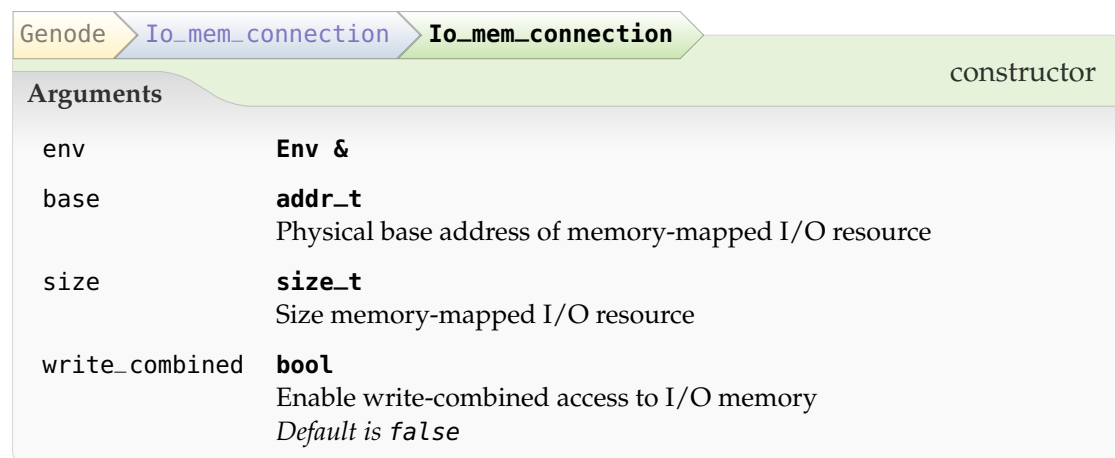 Genode Io_mem_connection Io_mem_connection
constructor
Arguments
env Env &
base addr_t
Physical base address of memory-mapped I/O resource
size size_t
Size memory-mapped I/O resource
write_combined bool
Enable write-combined access to I/O memory
Default is false